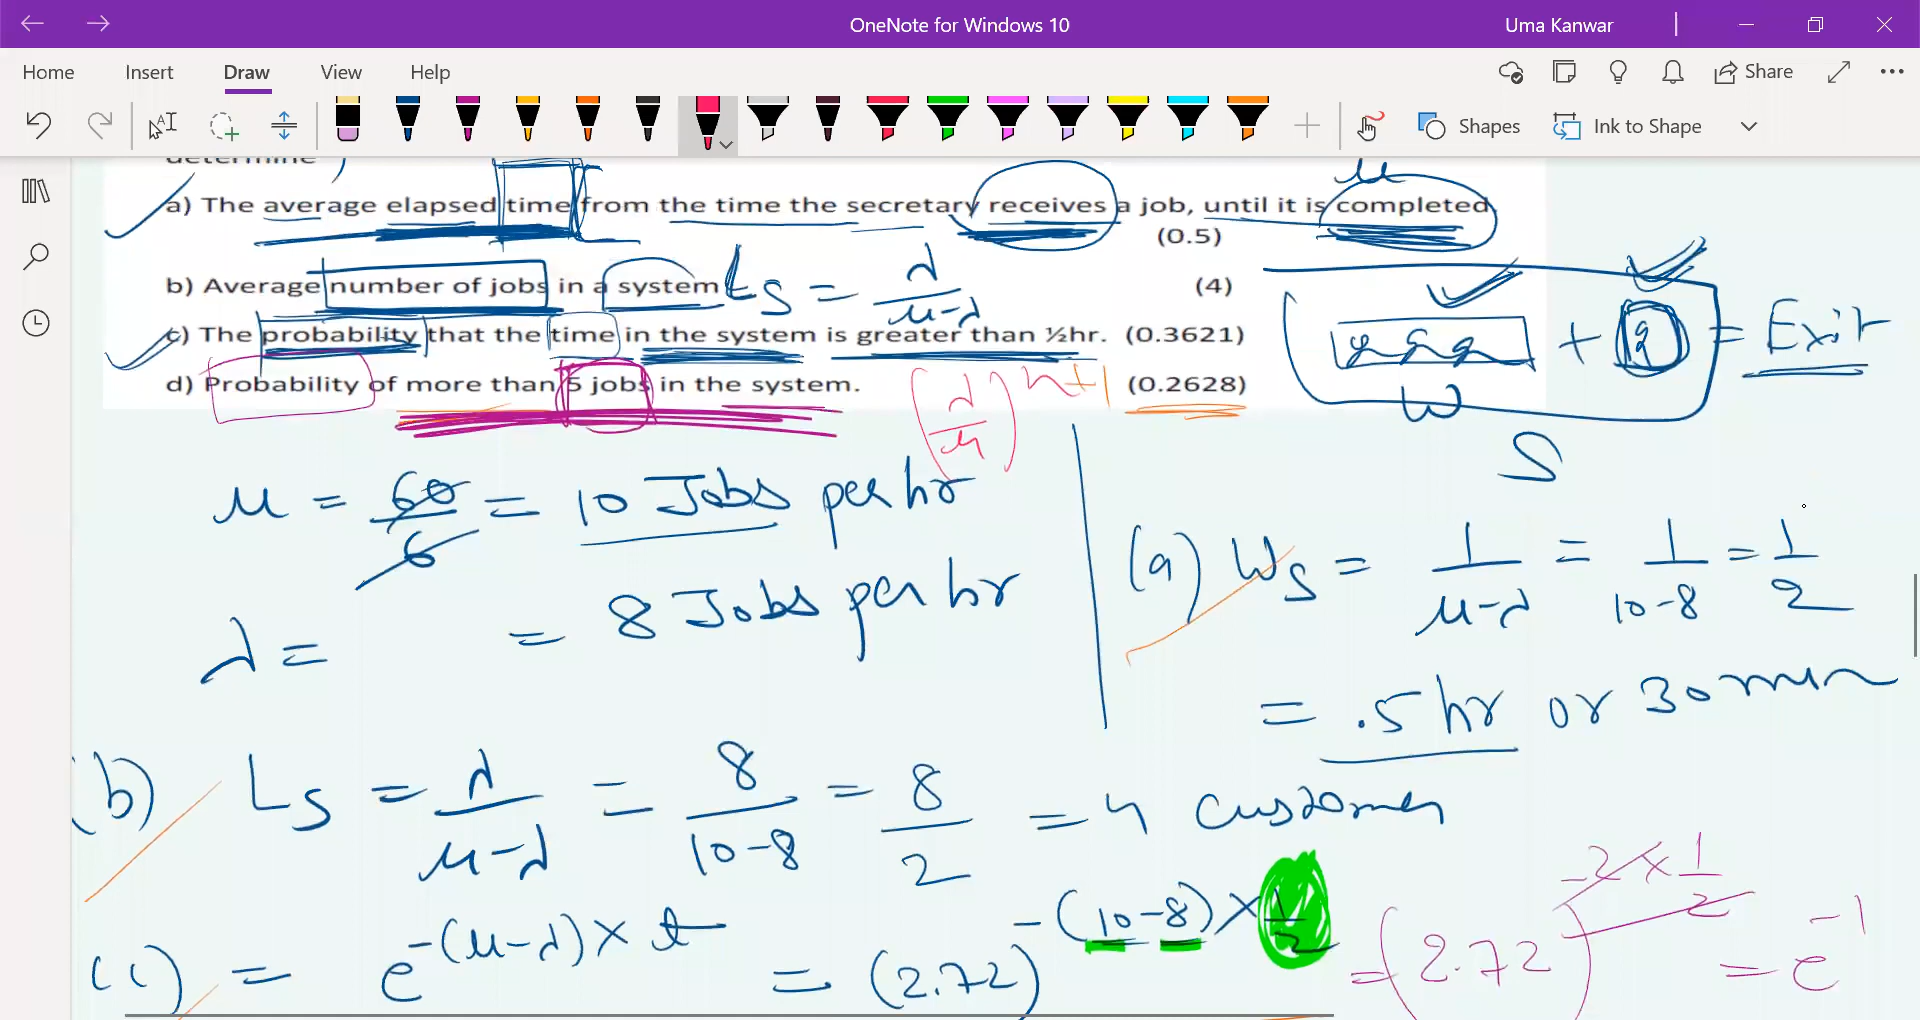 OneNote for Windows 10
Uma Kanwar
Home Insert Draw View Help
Share
Shapes Ink to Shape
determine
μ
a) The average elapsed time from the time the secretary receives a job, until it is completed.
(0.5)
b) Average number of jobs in a system Ls = λ/(μ-λ) (4)
c) The probability that the time in the system is greater than ½hr. (0.3621)
d) Probability of more than 5 jobs in the system. (λ/μ)^(n+1) (0.2628)
+ = Exit
W
S
μ = 60/6 = 10 Jobs per hr
λ = = 8 Jobs per hr
(a) Ws = 1/(μ-λ) = 1/(10-8) = 1/2
= .5 hr or 30 min
(b) Ls = λ/(μ-λ) = 8/(10-8) = 8/2 = 4 customer
(c) = e^(-(μ-λ)×t) = (2.72)^(-(10-8)×1/2) = (2.72)^(-2×1/2) = e^(-1)